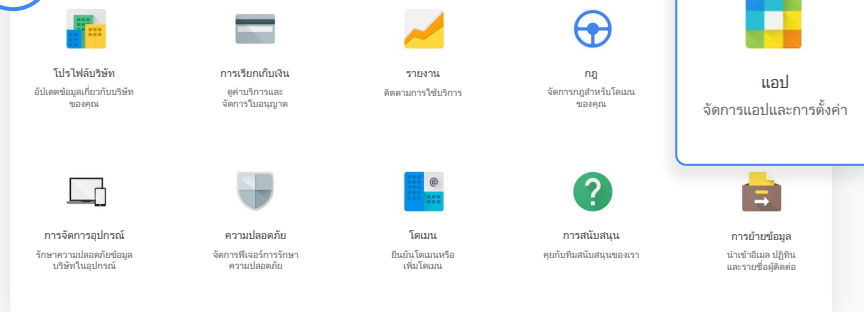 โปรไฟล์บริษัท
อัปเดตข้อมูลเกี่ยวกับบริษัท
ของคุณ
การเรียกเก็บเงิน
ดูค่าบริการและ
จัดการใบอนุญาต
รายงาน
ติดตามการใช้บริการ
กฎ
จัดการกฎสำหรับโดเมน
ของคุณ
แอป
จัดการแอปและการตั้งค่า
การจัดการอุปกรณ์
รักษาความปลอดภัยข้อมูล
บริษัทในอุปกรณ์
ความปลอดภัย
จัดการฟีเจอร์การรักษา
ความปลอดภัย
@
โดเมน
ยืนยันโดเมนหรือ
เพิ่มโดเมน
?
การสนับสนุน
คุยกับทีมสนับสนุนของเรา
การย้ายข้อมูล
นำเข้าอีเมล ปฏิทิน
และรายชื่อผู้ติดต่อ